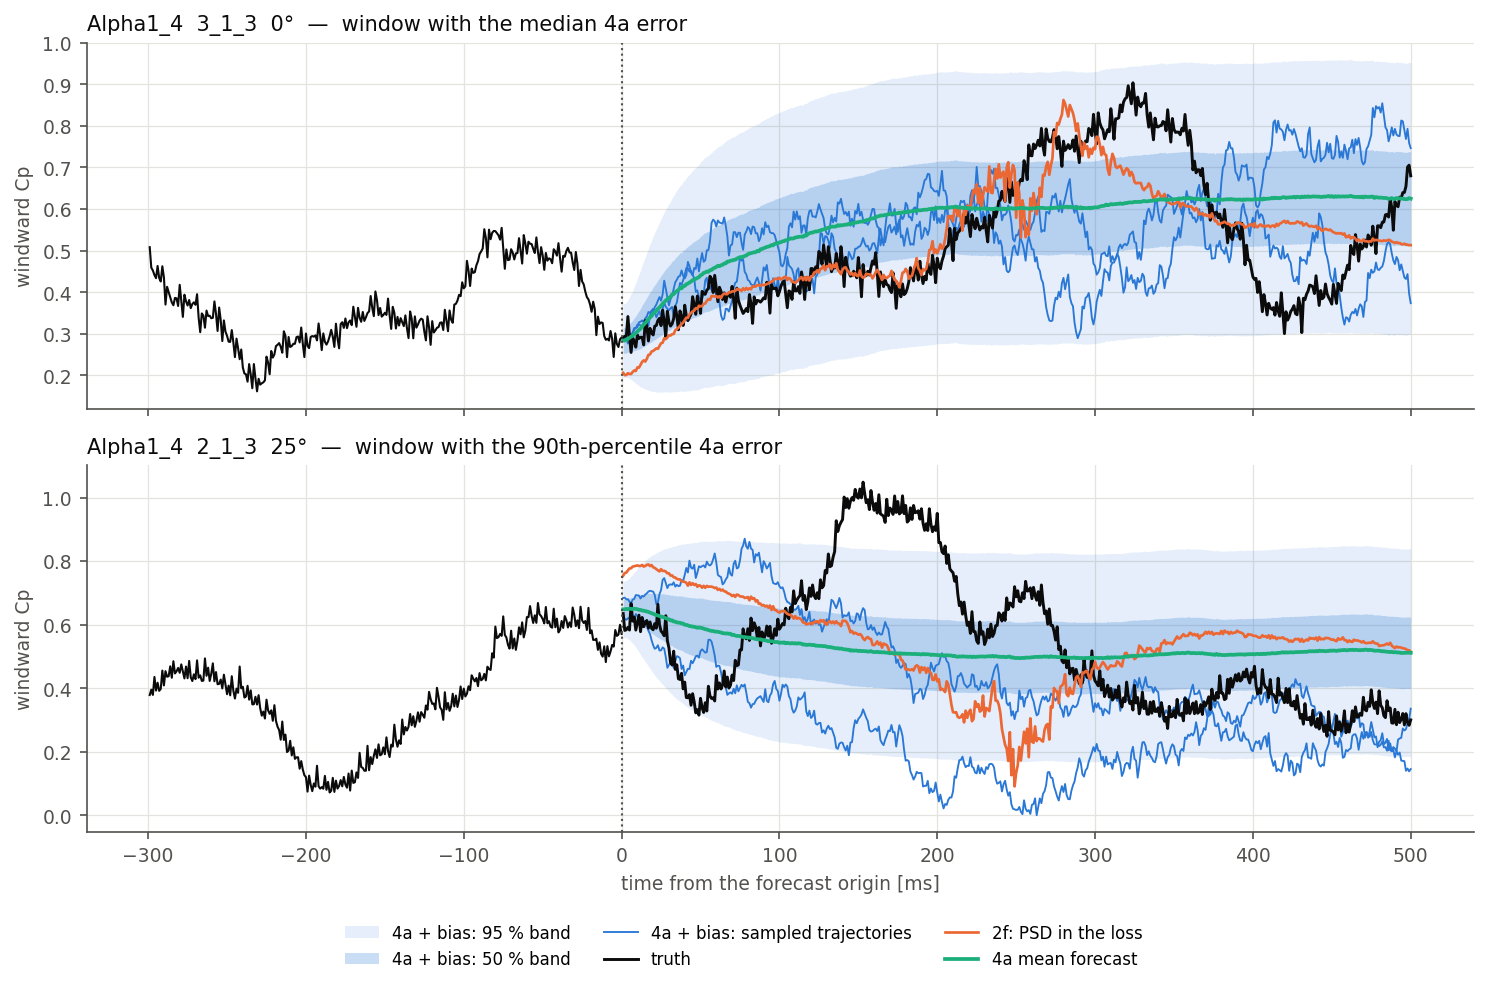 Alpha1_4  3_1_3  0°  —  window with the median 4a error
1.0
0.9
0.8
0.7
0.6
0.5
0.4
0.3
0.2
windward Cp
Alpha1_4  2_1_3  25°  —  window with the 90th-percentile 4a error
1.0
0.8
0.6
0.4
0.2
0.0
windward Cp
−300 −200 −100 0 100 200 300 400 500
time from the forecast origin [ms]
4a + bias: 95 % band
4a + bias: 50 % band
4a + bias: sampled trajectories
truth
2f: PSD in the loss
4a mean forecast